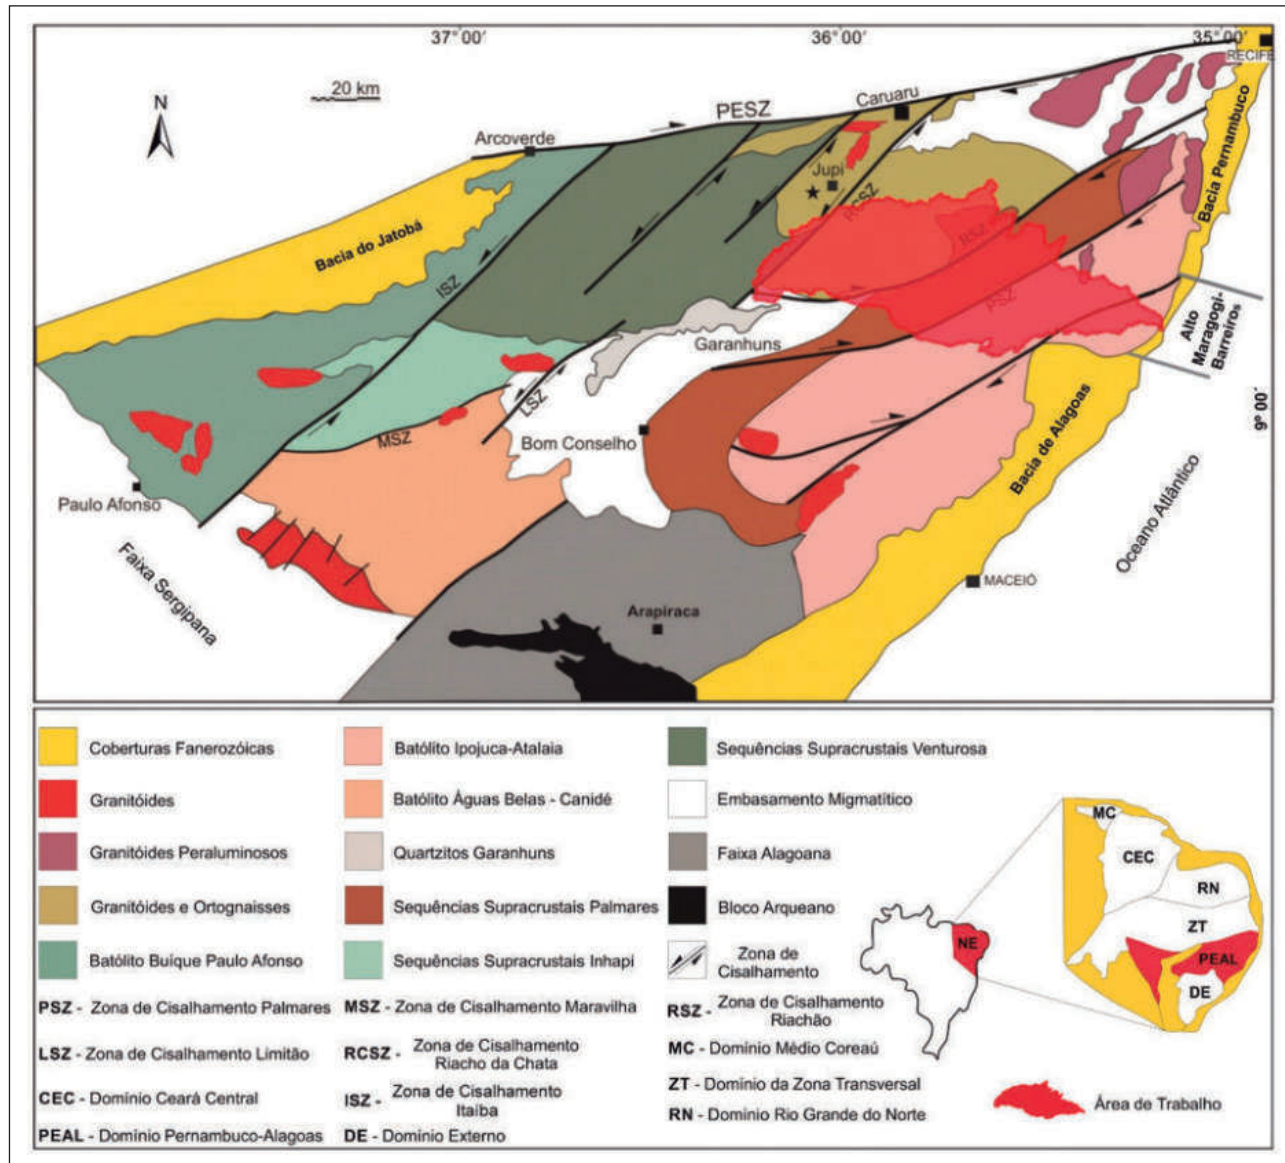 37°00´
36°00´
35°00´
RECIFE
N
20 km
PESZ
Caruaru
Arcoverde
Jupi
RCSZ
Bacia Pernambuco
Bacia do Jatobá
ISZ
RSZ
PSZ
Alto
Maragogi-
Barreiros
Garanhuns
LSZ
MSZ
Bom Conselho
9º 00´
Bacia de Alagoas
Paulo Afonso
Oceano Atlântico
Faixa Sergipana
MACEIÓ
Arapiraca
Coberturas Fanerozóicas
Granitóides
Granitóides Peraluminosos
Granitóides e Ortognaisses
Batólito Buíque Paulo Afonso
Batólito Ipojuca-Atalaia
Batólito Águas Belas - Canidé
Quartzitos Garanhuns
Sequências Supracrustais Palmares
Sequências Supracrustais Inhapi
Sequências Supracrustais Venturosa
Embasamento Migmatítico
Faixa Alagoana
Bloco Arqueano
Zona de
Cisalhamento
PSZ - Zona de Cisalhamento Palmares
LSZ - Zona de Cisalhamento Limitão
CEC - Domínio Ceará Central
PEAL - Domínio Pernambuco-Alagoas
MSZ - Zona de Cisalhamento Maravilha
RCSZ - Zona de Cisalhamento
Riacho da Chata
ISZ - Zona de Cisalhamento
Itaíba
DE - Domínio Externo
RSZ - Zona de Cisalhamento
Riachão
MC - Domínio Médio Coreaú
ZT - Domínio da Zona Transversal
RN - Domínio Rio Grande do Norte
NE
MC
CEC
RN
ZT
PEAL
DE
Área de Trabalho